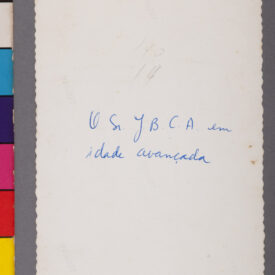 O Sr J B. C. A. em
idade avançada